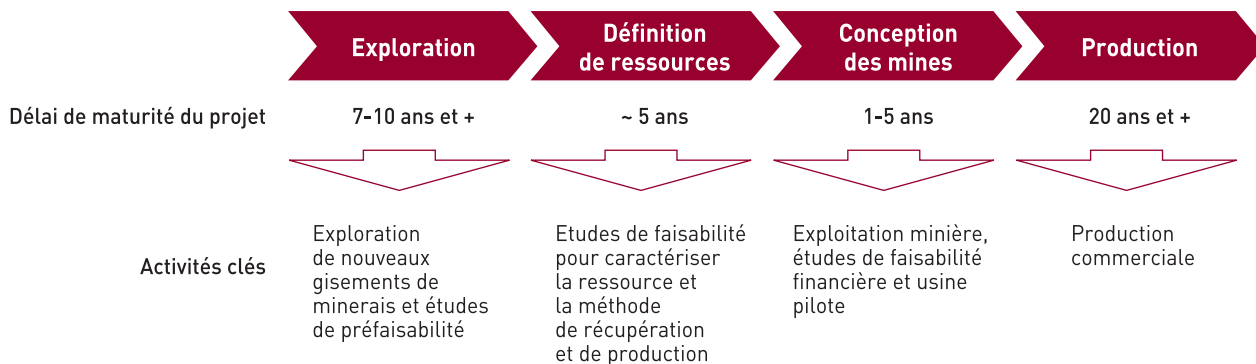 Exploration
Définition
de ressources
Conception
des mines
Production
Délai de maturité du projet
7-10 ans et +
~ 5 ans
1-5 ans
20 ans et +
Activités clés
Exploration
de nouveaux
gisements de
minerais et études
de préfaisabilité
Etudes de faisabilité
pour caractériser
la ressource et
la méthode
de récupération
et de production
Exploitation minière,
études de faisabilité
financière et usine
pilote
Production
commerciale